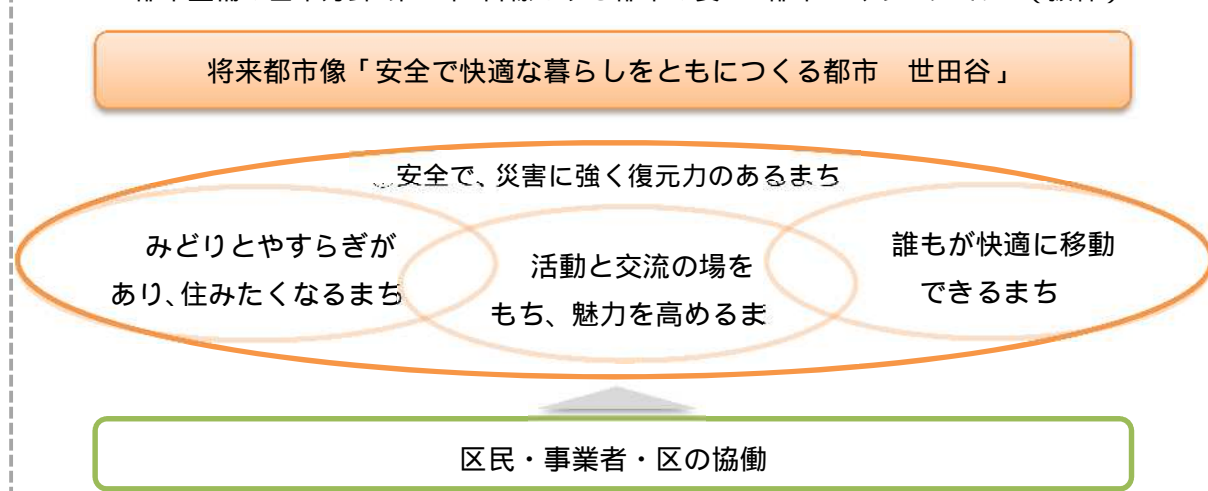 将来都市像「安全で快適な暮らしをともにつくる都市　世田谷」
安全で、災害に強く復元力のあるまち
みどりとやすらぎが
あり、住みたくなるまち
活動と交流の場を
もち、魅力を高めるま
誰もが快適に移動
できるまち
区民・事業者・区の協働